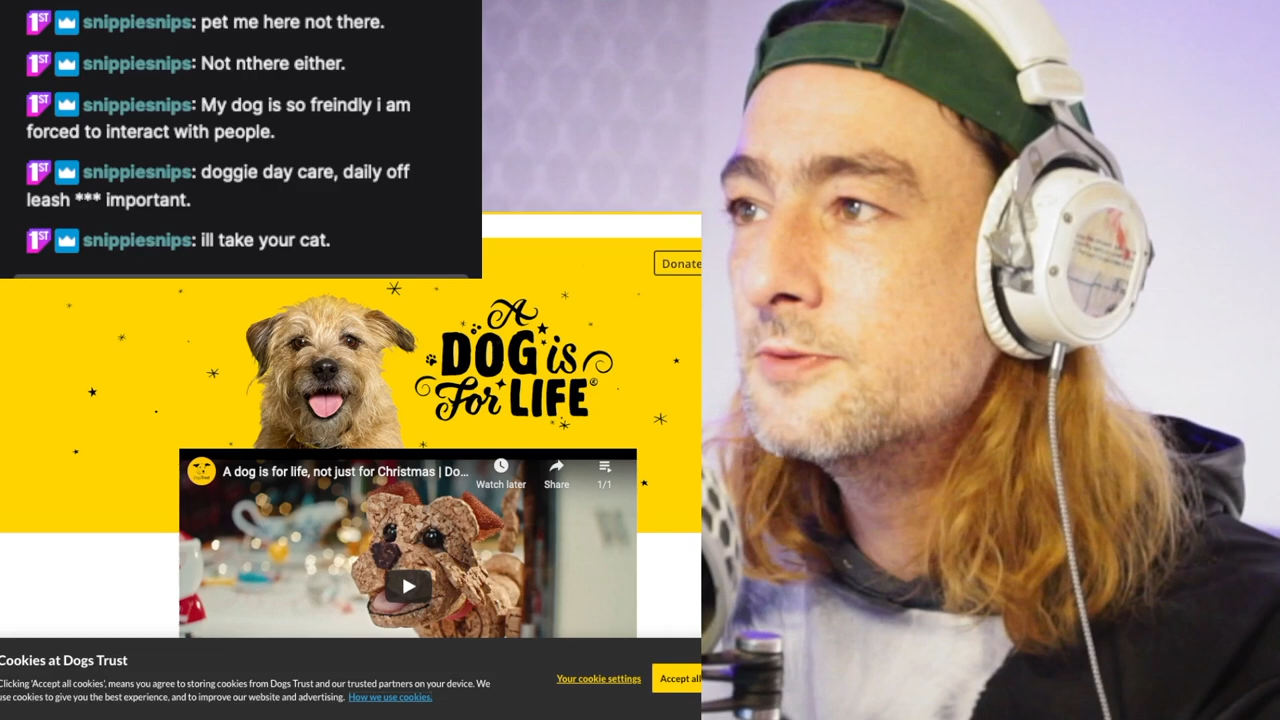 1ST snippiesnips: pet me here not there.
1ST snippiesnips: Not nthere either.
1ST snippiesnips: My dog is so freindly i am
forced to interact with people.
1ST snippiesnips: doggie day care, daily off
leash *** important.
1ST snippiesnips: ill take your cat.
Donate
A
DOG is
For LIFE®
A dog is for life, not just for Christmas | Do...
Watch later
Share
1/1
Cookies at Dogs Trust
Clicking 'Accept all cookies', means you agree to storing cookies from Dogs Trust and our trusted partners on your device. We
use cookies to give you the best experience, and to improve our website and advertising. How we use cookies.
Your cookie settings
Accept all